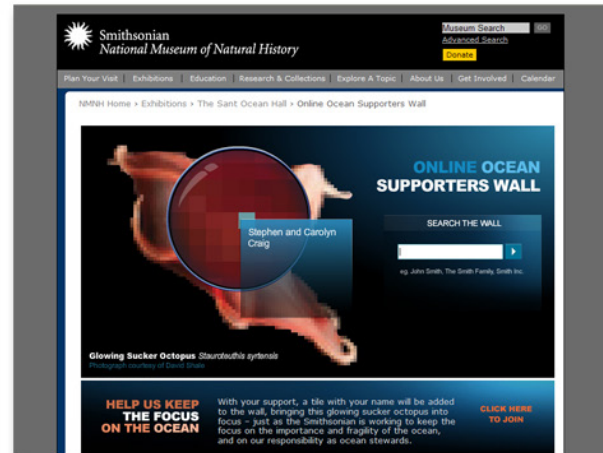 Smithsonian
National Museum of Natural History
Museum Search GO
Advanced Search
Donate
Plan Your Visit | Exhibitions | Education | Research & Collections | Explore A Topic | About Us | Get Involved | Calendar
NMNH Home › Exhibitions › The Sant Ocean Hall › Online Ocean Supporters Wall
ONLINE OCEAN
SUPPORTERS WALL
SEARCH THE WALL
eg. John Smith, The Smith Family, Smith Inc.
Stephen and Carolyn
Craig
Glowing Sucker Octopus Stauroteuthis syrtensis
Photograph courtesy of David Shale
HELP US KEEP
THE FOCUS
ON THE OCEAN
With your support, a tile with your name will be added
to the wall, bringing this glowing sucker octopus into
focus – just as the Smithsonian is working to keep the
focus on the importance and fragility of the ocean,
and on our responsibility as ocean stewards.
CLICK HERE
TO JOIN